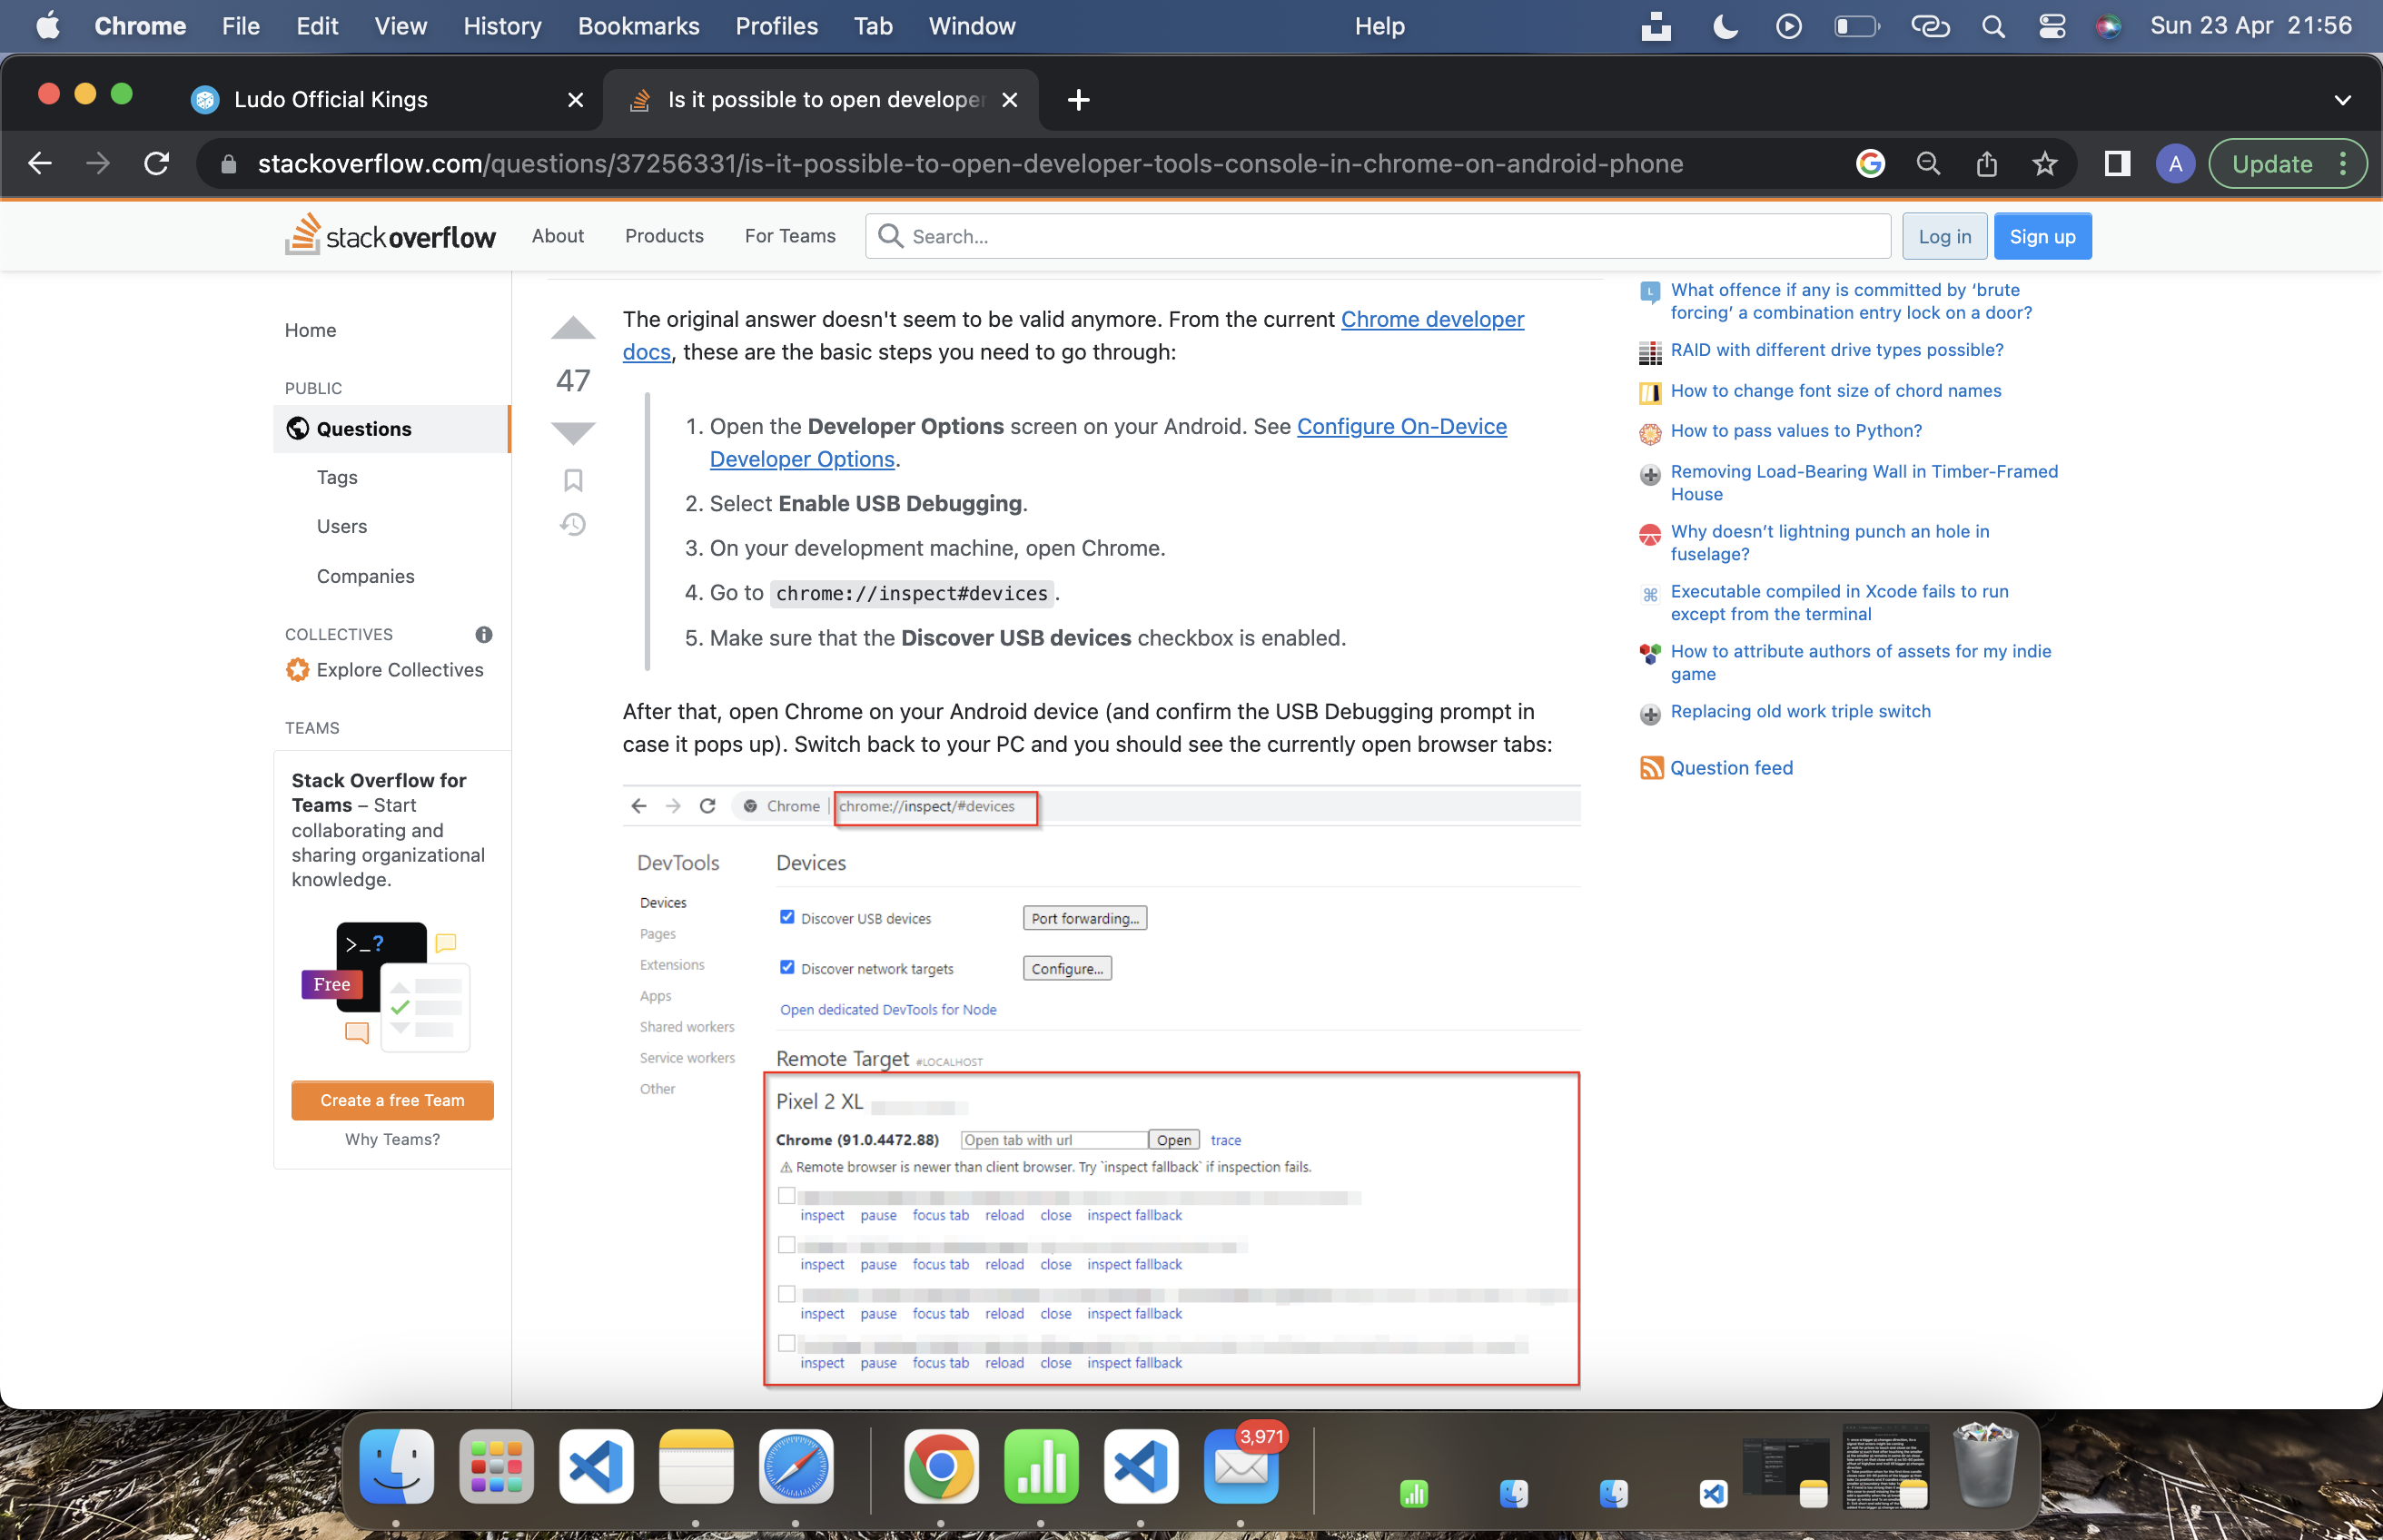 Chrome File Edit View History Bookmarks Profiles Tab Window Help Sun 23 Apr 21:56
Ludo Official Kings
Is it possible to open developer
stackoverflow.com/questions/37256331/is-it-possible-to-open-developer-tools-console-in-chrome-on-android-phone
A
Update
stackoverflow
About
Products
For Teams
Search...
Log in
Sign up
Home
PUBLIC
Questions
Tags
Users
Companies
COLLECTIVES
Explore Collectives
TEAMS
Stack Overflow for
Teams – Start
collaborating and
sharing organizational
knowledge.
>_?
Free
Create a free Team
Why Teams?
47
The original answer doesn't seem to be valid anymore. From the current Chrome developer
docs, these are the basic steps you need to go through:
1. Open the Developer Options screen on your Android. See Configure On-Device
Developer Options.
2. Select Enable USB Debugging.
3. On your development machine, open Chrome.
4. Go to chrome://inspect#devices.
5. Make sure that the Discover USB devices checkbox is enabled.
After that, open Chrome on your Android device (and confirm the USB Debugging prompt in
case it pops up). Switch back to your PC and you should see the currently open browser tabs:
Chrome | chrome://inspect/#devices
DevTools
Devices
Pages
Extensions
Apps
Shared workers
Service workers
Other
Devices
Discover USB devices
Port forwarding...
Discover network targets
Configure...
Open dedicated DevTools for Node
Remote Target #LOCALHOST
Pixel 2 XL
Chrome (91.0.4472.88)
Open tab with url
Open
trace
Remote browser is newer than client browser. Try `inspect fallback` if inspection fails.
inspect pause focus tab reload close inspect fallback
inspect pause focus tab reload close inspect fallback
inspect pause focus tab reload close inspect fallback
inspect pause focus tab reload close inspect fallback
What offence if any is committed by ‘brute
forcing’ a combination entry lock on a door?
RAID with different drive types possible?
How to change font size of chord names
How to pass values to Python?
Removing Load-Bearing Wall in Timber-Framed
House
Why doesn’t lightning punch an hole in
fuselage?
Executable compiled in Xcode fails to run
except from the terminal
How to attribute authors of assets for my indie
game
Replacing old work triple switch
Question feed
3,971